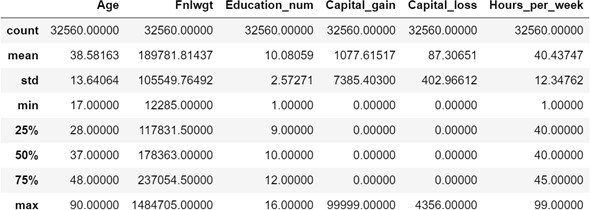 Age Fnlwgt Education_num Capital_gain Capital_loss Hours_per_week
count 32560.00000 32560.00000 32560.00000 32560.00000 32560.00000 32560.00000
mean 38.58163 189781.81437 10.08059 1077.61517 87.30651 40.43747
std 13.64064 105549.76492 2.57271 7385.40300 402.96612 12.34762
min 17.00000 12285.00000 1.00000 0.00000 0.00000 1.00000
25% 28.00000 117831.50000 9.00000 0.00000 0.00000 40.00000
50% 37.00000 178363.00000 10.00000 0.00000 0.00000 40.00000
75% 48.00000 237054.50000 12.00000 0.00000 0.00000 45.00000
max 90.00000 1484705.00000 16.00000 99999.00000 4356.00000 99.00000